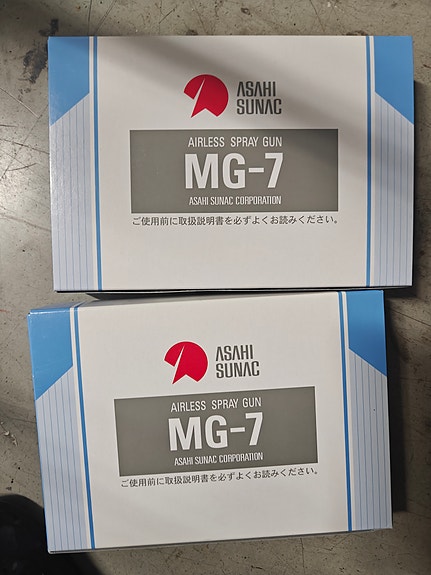 ASAHI
SUNAC
AIRLESS SPRAY GUN
MG-7
ASAHI SUNAC CORPORATION
ご使用前に取扱説明書を必ずよくお読みください。
ASAHI
SUNAC
AIRLESS SPRAY GUN
MG-7
ASAHI SUNAC CORPORATION
ご使用前に取扱説明書を必ずよくお読みください。